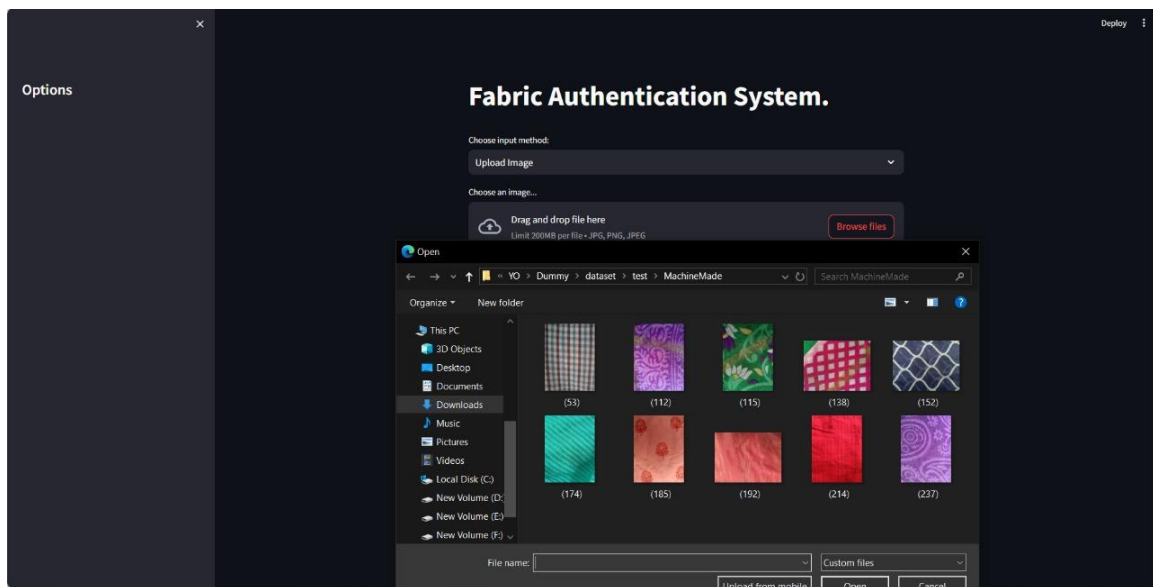 ×
Deploy
Options
Fabric Authentication System.
Choose input method:
Upload Image
Choose an image...
Drag and drop file here
Limit 200MB per file • JPG, PNG, JPEG
Browse files
Open
« YO > Dummy > dataset > test > MachineMade
Search MachineMade
Organize
New folder
This PC
3D Objects
Desktop
Documents
Downloads
Music
Pictures
Videos
Local Disk (C:)
New Volume (D:
New Volume (E:)
New Volume (F:)
(53) (112) (115) (138) (152)
(174) (185) (192) (214) (237)
File name:
Custom files
Upload from mobile
Open
Cancel